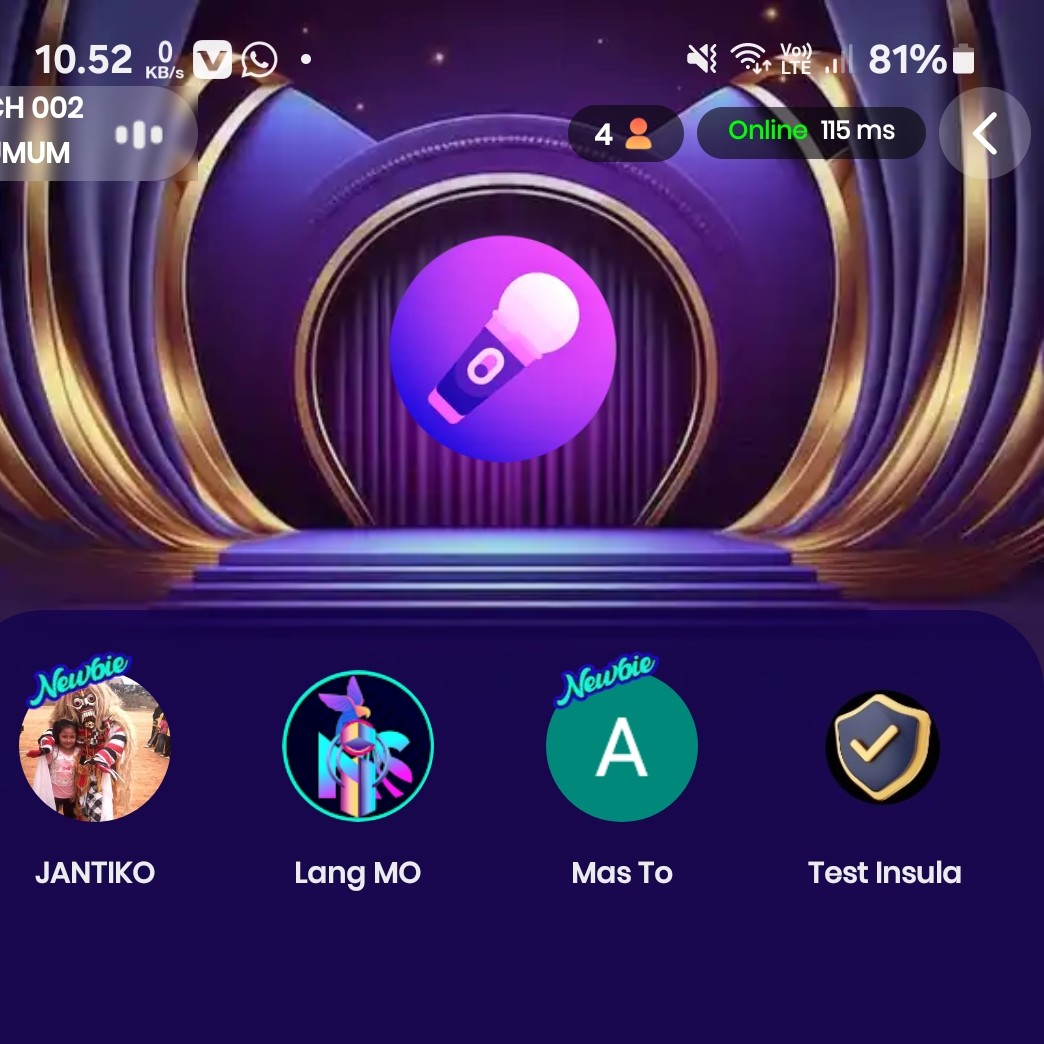 10.52 0 KB/s V Vo)) LTE 81%
CH 002
UMUM
4 Online 115 ms
Newbie Newbie
A
JANTIKO Lang MO Mas To Test Insula